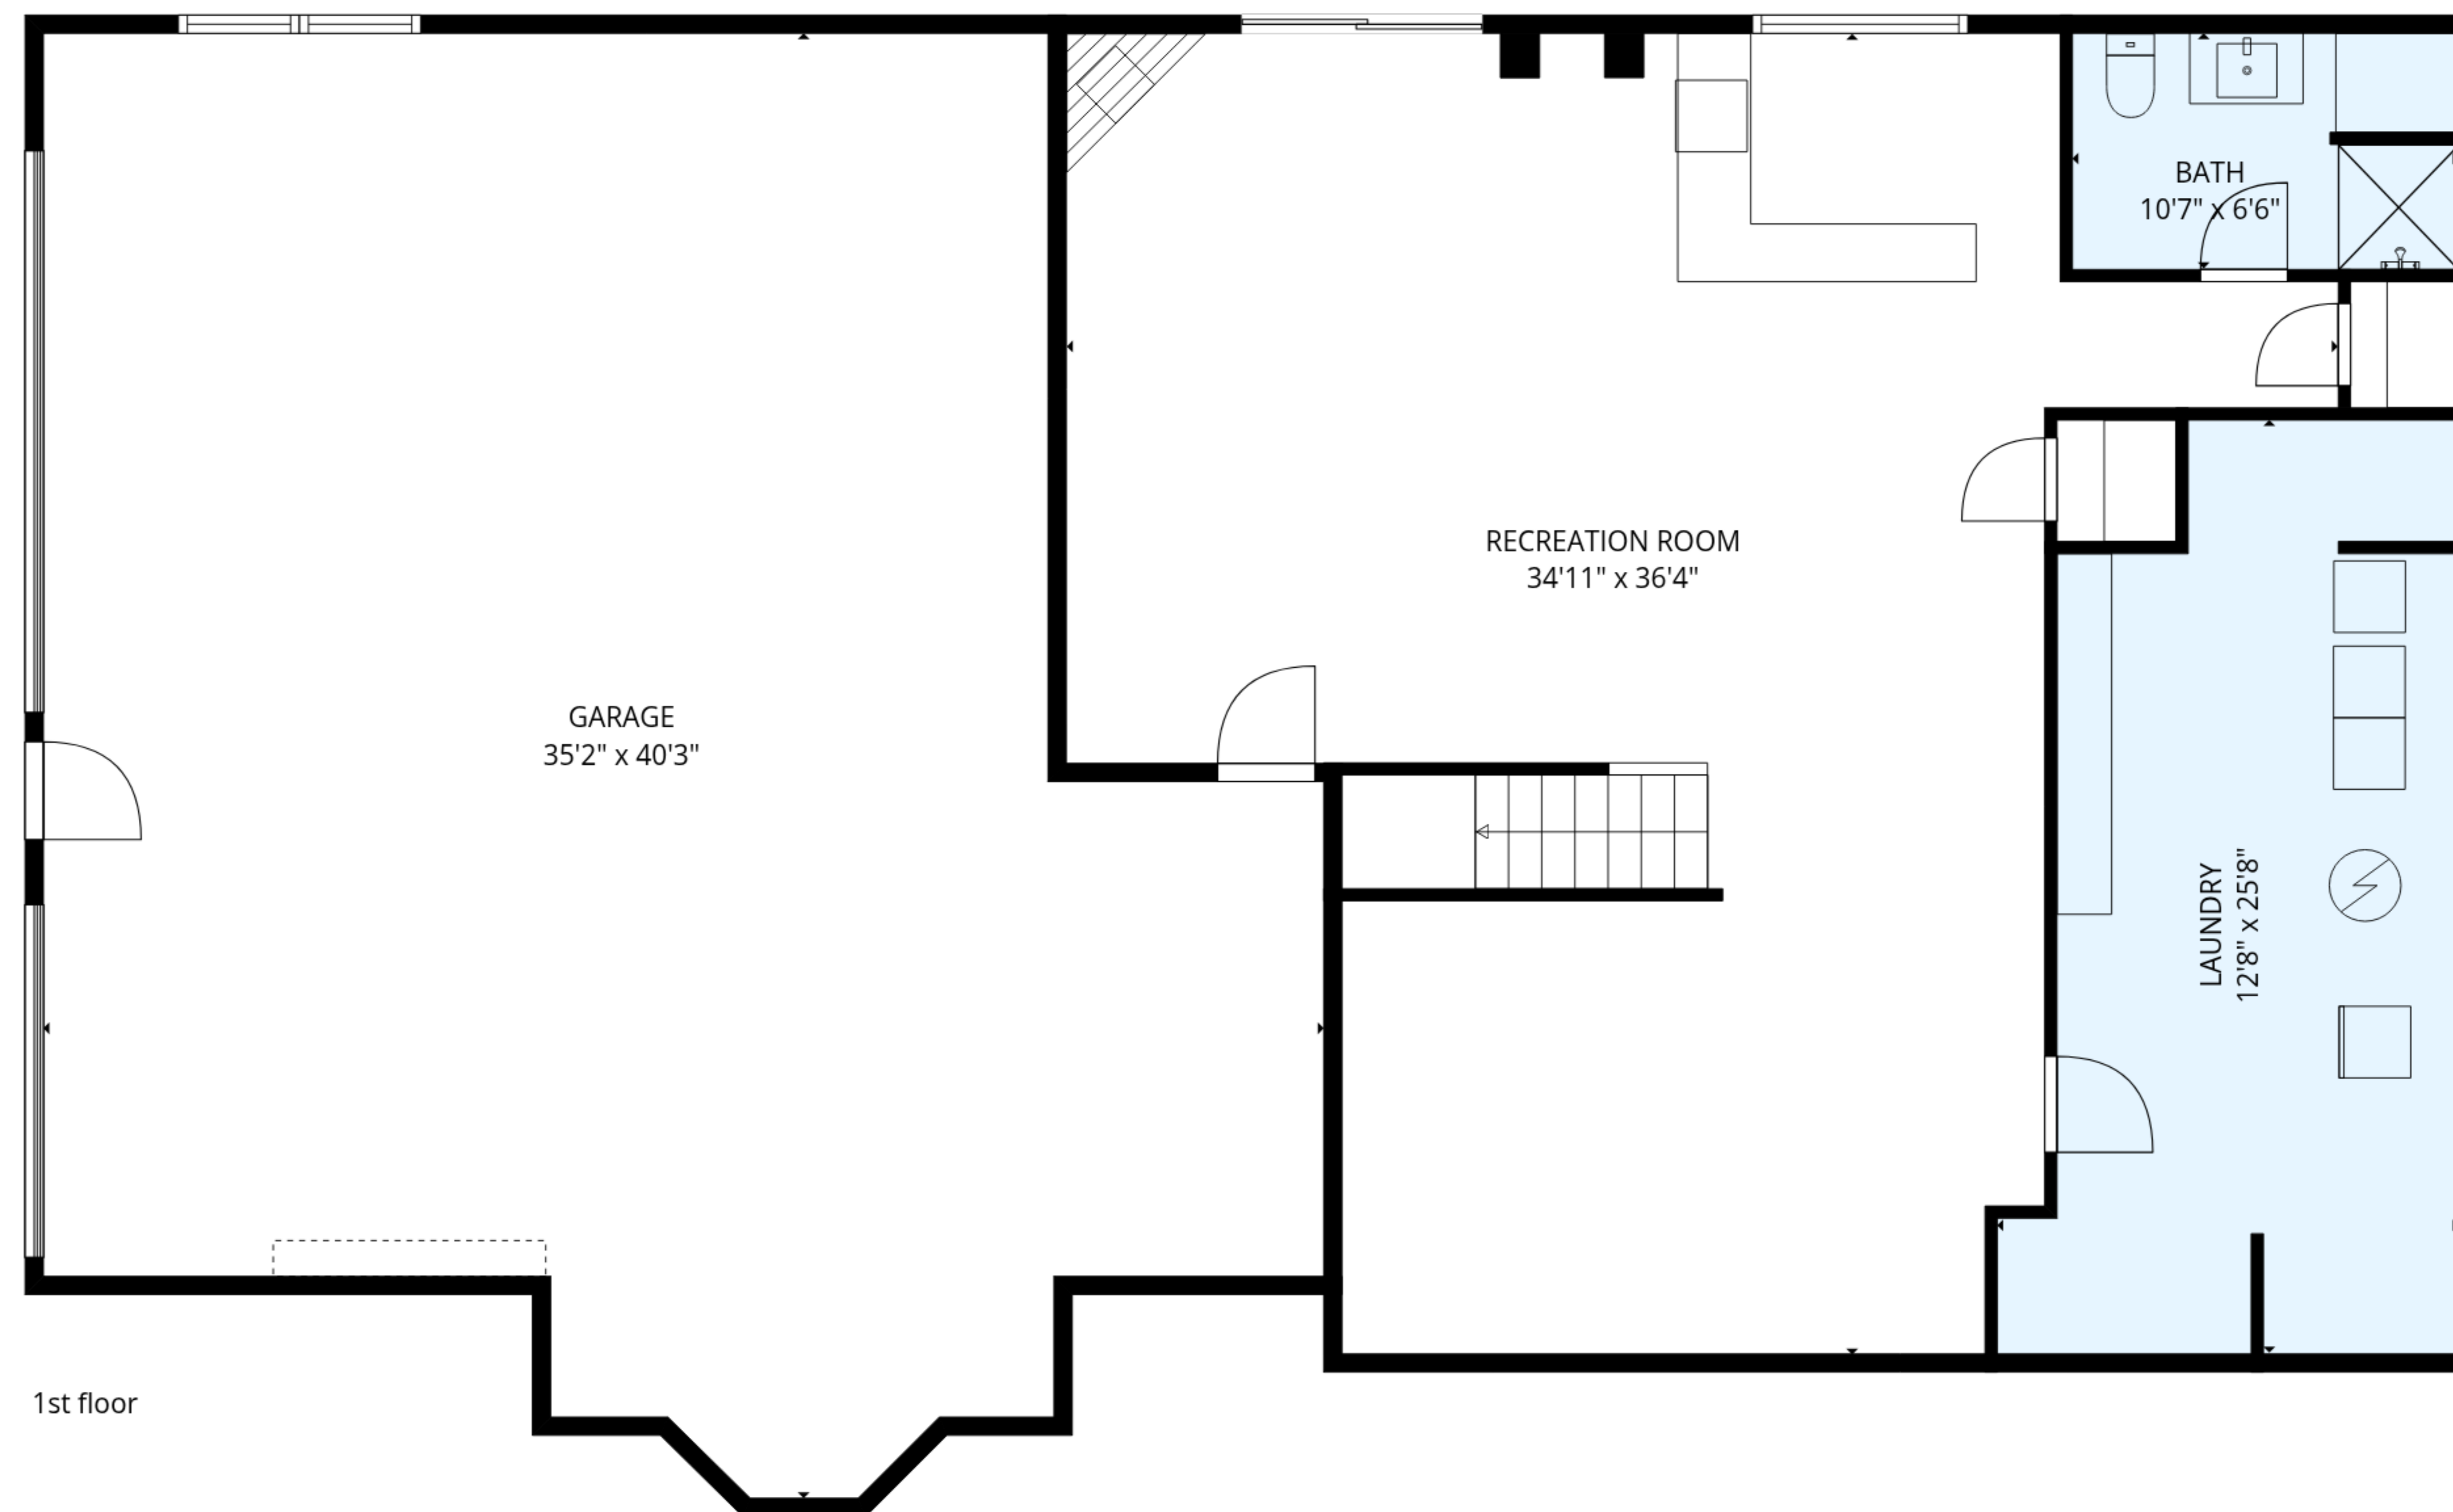 BATH
10'7" x 6'6"
RECREATION ROOM
34'11" x 36'4"
GARAGE
35'2" x 40'3"
LAUNDRY
12'8" x 25'8"
1st floor